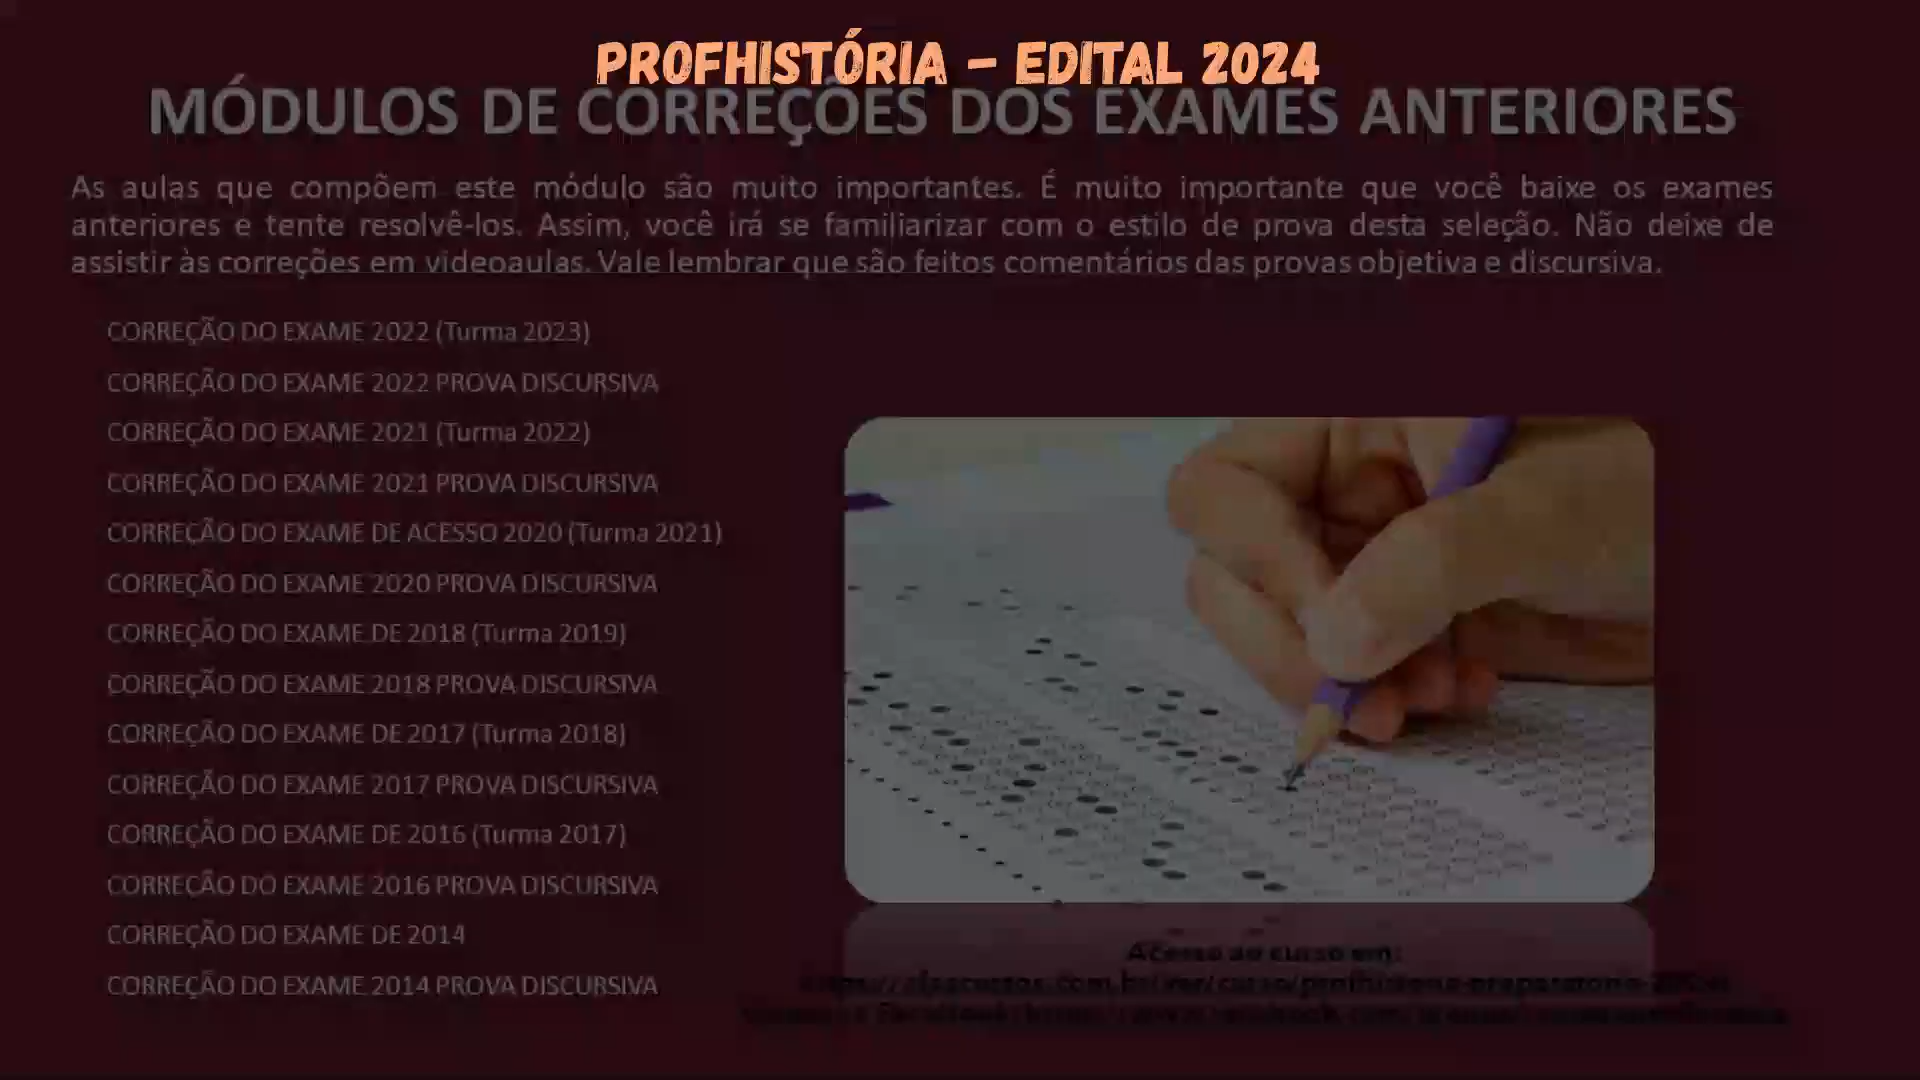 PROFHISTÓRIA – EDITAL 2024
MÓDULOS DE CORREÇÕES DOS EXAMES ANTERIORES
As aulas que compõem este módulo são muito importantes. É muito importante que você baixe os exames
anteriores e tente resolvê-los. Assim, você irá se familiarizar com o estilo de prova desta seleção. Não deixe de
assistir às correções em videoaulas. Vale lembrar que são feitos comentários das provas objetiva e discursiva.
CORREÇÃO DO EXAME 2022 (Turma 2023)
CORREÇÃO DO EXAME 2022 PROVA DISCURSIVA
CORREÇÃO DO EXAME 2021 (Turma 2022)
CORREÇÃO DO EXAME 2021 PROVA DISCURSIVA
CORREÇÃO DO EXAME DE ACESSO 2020 (Turma 2021)
CORREÇÃO DO EXAME 2020 PROVA DISCURSIVA
CORREÇÃO DO EXAME DE 2018 (Turma 2019)
CORREÇÃO DO EXAME 2018 PROVA DISCURSIVA
CORREÇÃO DO EXAME DE 2017 (Turma 2018)
CORREÇÃO DO EXAME 2017 PROVA DISCURSIVA
CORREÇÃO DO EXAME DE 2016 (Turma 2017)
CORREÇÃO DO EXAME 2016 PROVA DISCURSIVA
CORREÇÃO DO EXAME DE 2014
CORREÇÃO DO EXAME 2014 PROVA DISCURSIVA
Acesso ao curso em: